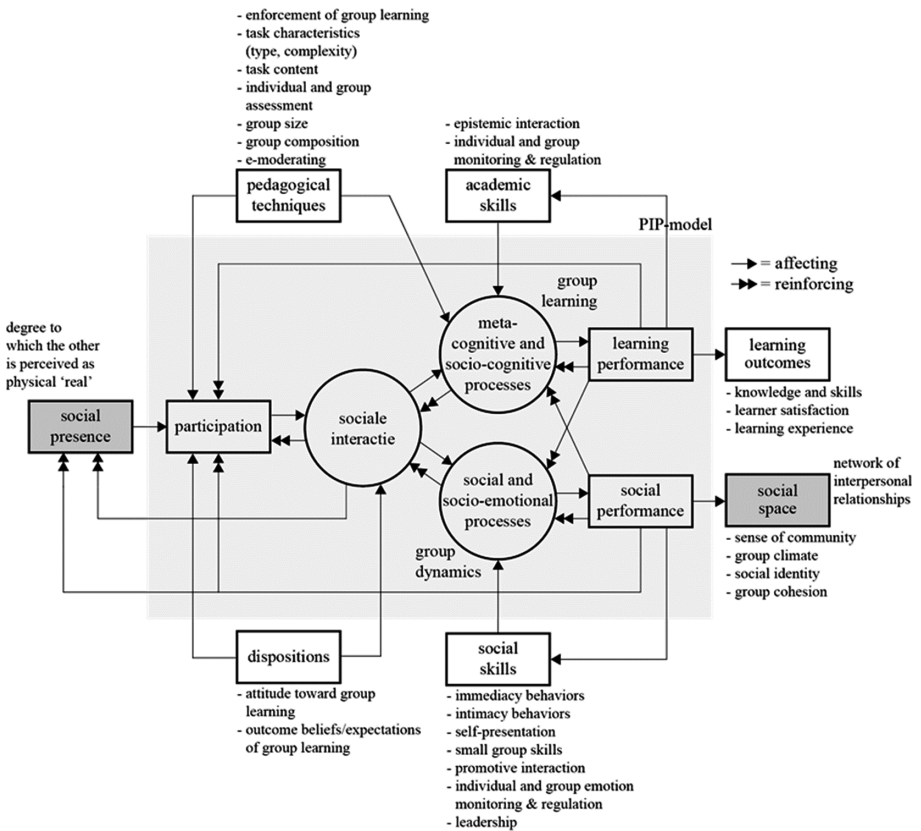 - enforcement of group learning
- task characteristics
(type, complexity)
- task content
- individual and group
assessment
- group size
- group composition
- e-moderating
- epistemic interaction
- individual and group
monitoring & regulation
pedagogical
techniques
academic
skills
PIP-model
= affecting
= reinforcing
group
learning
degree to
which the other
is perceived as
physical ‘real’
meta-
cognitive and
socio-cognitive
processes
learning
performance
learning
outcomes
- knowledge and skills
- learner satisfaction
- learning experience
social
presence
participation
sociale
interactie
social and
socio-emotional
processes
social
performance
social
space
network of
interpersonal
relationships
- sense of community
- group climate
- social identity
- group cohesion
group
dynamics
dispositions
- attitude toward group
learning
- outcome beliefs/expectations
of group learning
social
skills
- immediacy behaviors
- intimacy behaviors
- self-presentation
- small group skills
- promotive interaction
- individual and group emotion
monitoring & regulation
- leadership